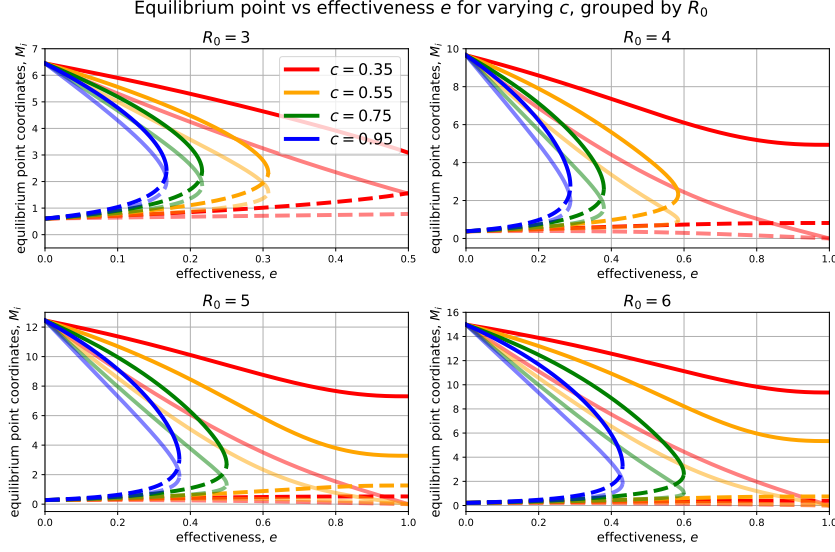 Equilibrium point vs effectiveness e for varying c, grouped by R₀
R₀ = 3
equilibrium point coordinates, Mᵢ
7
6
5
4
3
2
1
0
0.0 0.1 0.2 0.3 0.4 0.5
effectiveness, e
c = 0.35
c = 0.55
c = 0.75
c = 0.95
R₀ = 4
equilibrium point coordinates, Mᵢ
10
8
6
4
2
0
0.0 0.2 0.4 0.6 0.8 1.0
effectiveness, e
R₀ = 5
equilibrium point coordinates, Mᵢ
12
10
8
6
4
2
0
0.0 0.2 0.4 0.6 0.8 1.0
effectiveness, e
R₀ = 6
equilibrium point coordinates, Mᵢ
16
14
12
10
8
6
4
2
0
0.0 0.2 0.4 0.6 0.8 1.0
effectiveness, e